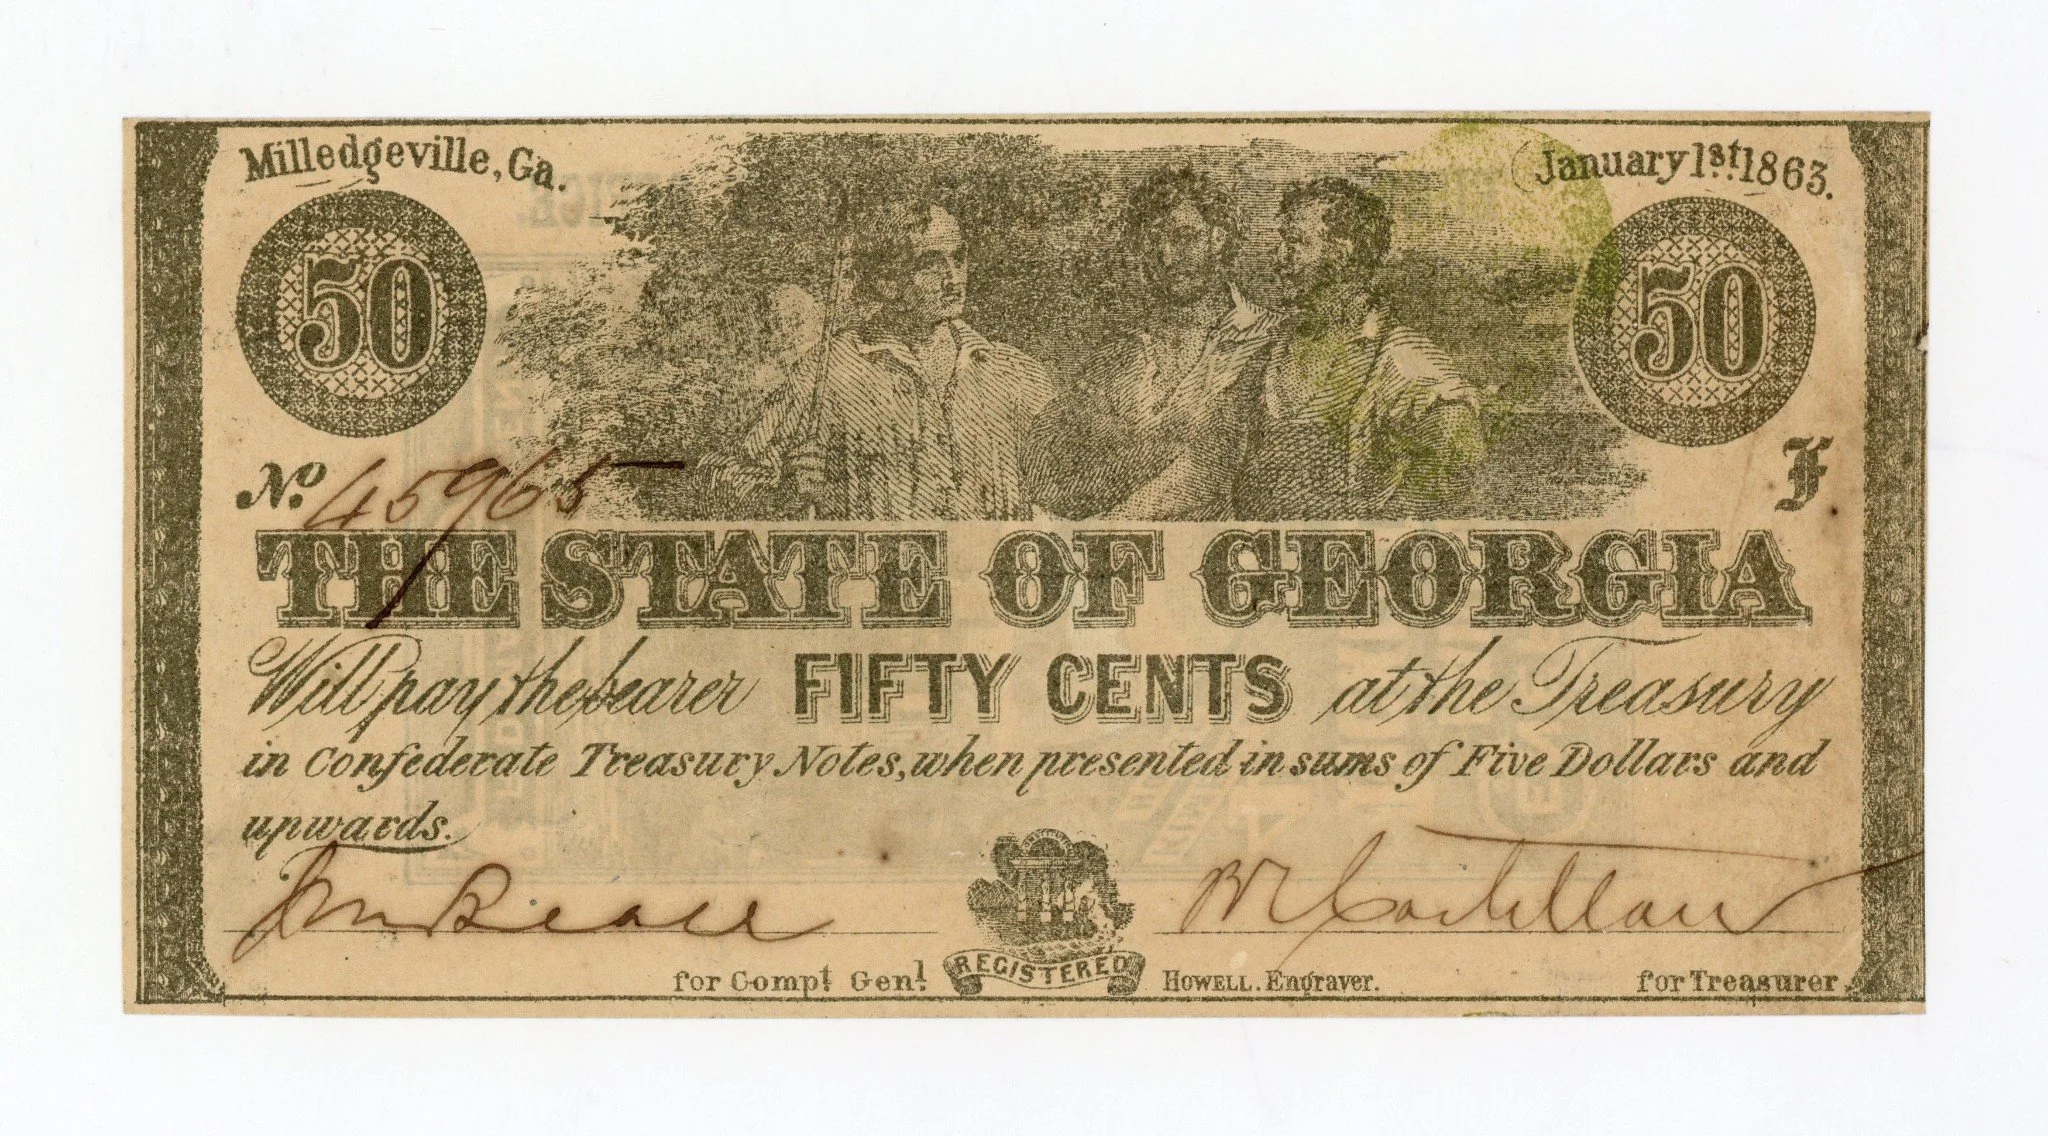 Milledgeville, Ga.
January 1st. 1863.
50
50
No. 45965
F
THE STATE OF GEORGIA
Will pay the bearer FIFTY CENTS at the Treasury
in Confederate Treasury Notes, when presented in sums of Five Dollars and
upwards.
for Compt. Genl.
REGISTERED
HOWELL. Engraver.
for Treasurer.